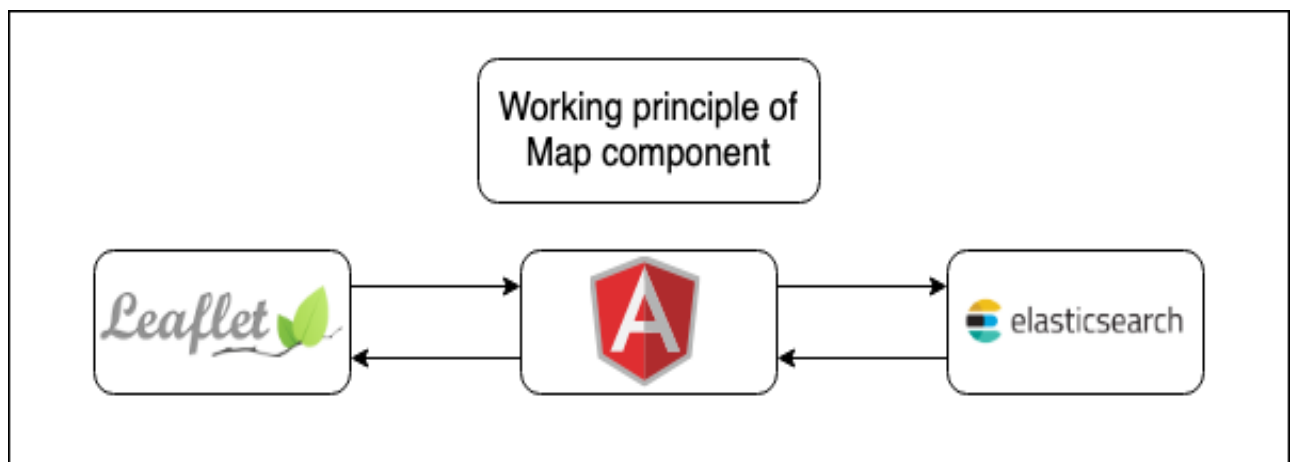 Working principle of
Map component
Leaflet
elasticsearch